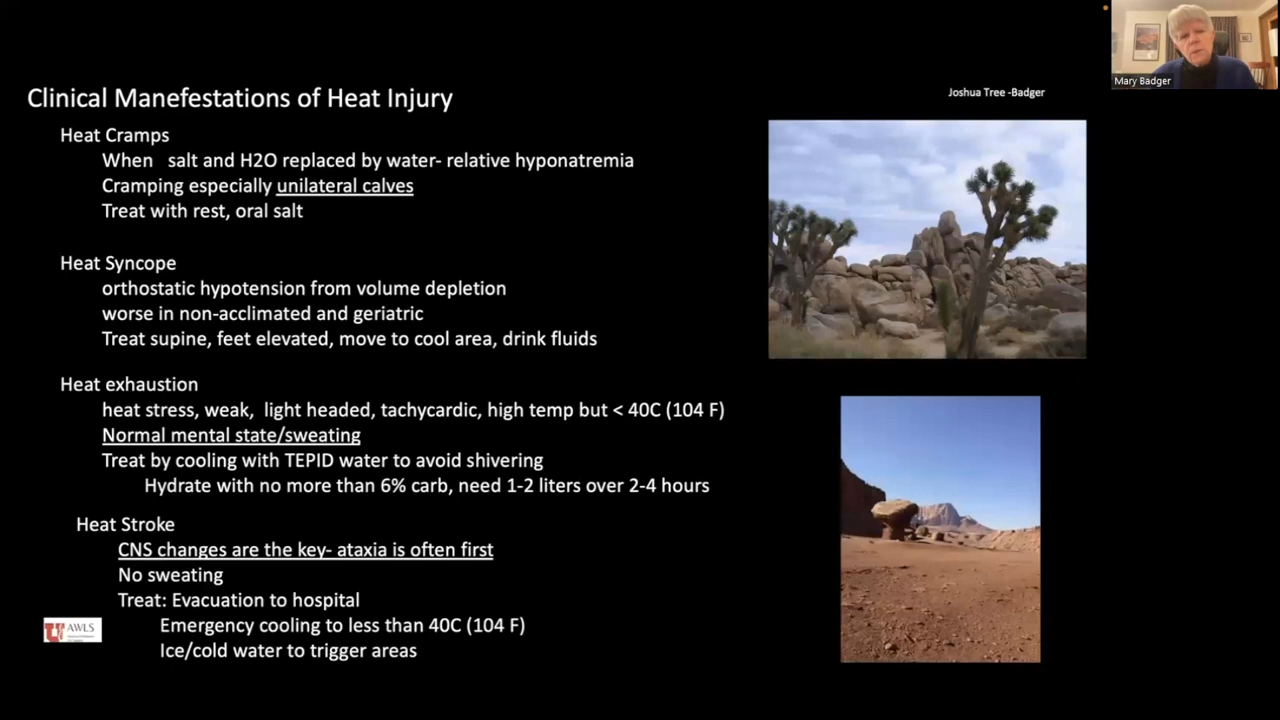 Mary Badger
Clinical Manefestations of Heat Injury
Joshua Tree -Badger
Heat Cramps
When salt and H2O replaced by water- relative hyponatremia
Cramping especially unilateral calves
Treat with rest, oral salt
Heat Syncope
orthostatic hypotension from volume depletion
worse in non-acclimated and geriatric
Treat supine, feet elevated, move to cool area, drink fluids
Heat exhaustion
heat stress, weak, light headed, tachycardic, high temp but < 40C (104 F)
Normal mental state/sweating
Treat by cooling with TEPID water to avoid shivering
Hydrate with no more than 6% carb, need 1-2 liters over 2-4 hours
Heat Stroke
CNS changes are the key- ataxia is often first
No sweating
Treat: Evacuation to hospital
Emergency cooling to less than 40C (104 F)
Ice/cold water to trigger areas
U AWLS